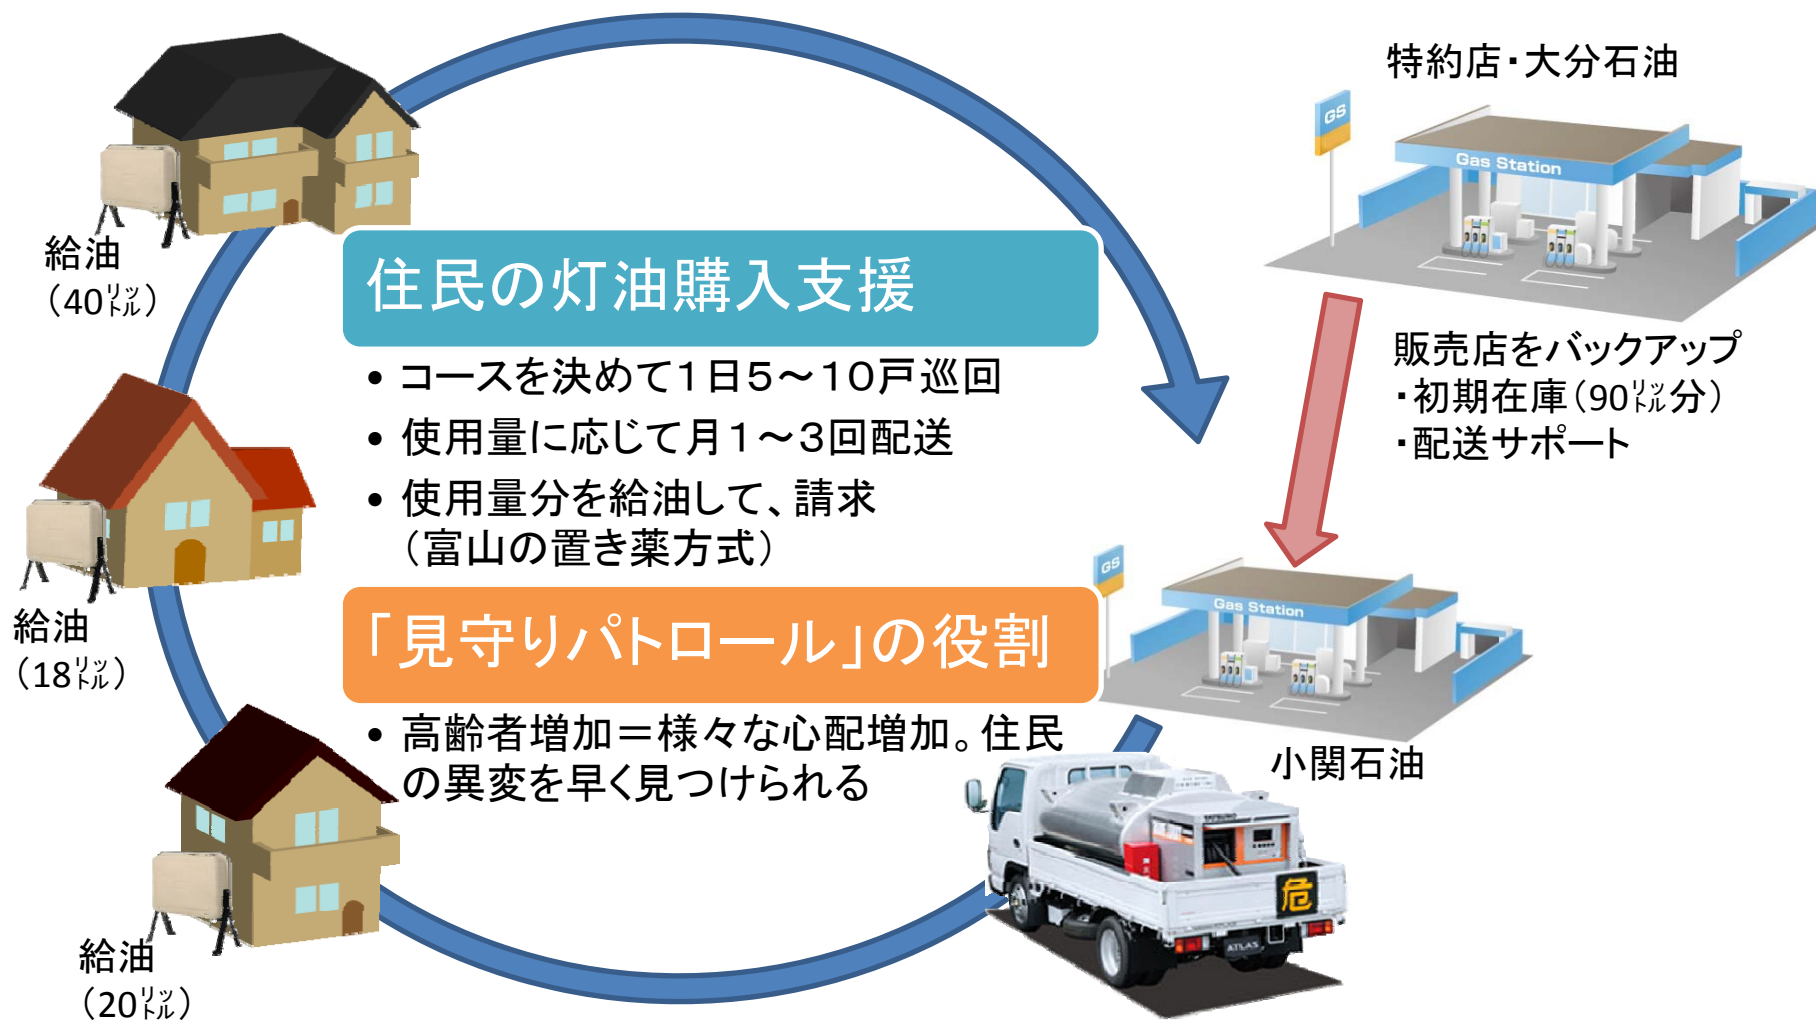 特約店・大分石油
GS
Gas Station
給油
（40㍑）
住民の灯油購入支援
• コースを決めて１日５～１０戸巡回
• 使用量に応じて月１～３回配送
• 使用量分を給油して、請求
（富山の置き薬方式）
販売店をバックアップ
・初期在庫（90㍑分）
・配送サポート
給油
（18㍑）
GS
Gas Station
「見守りパトロール」の役割
• 高齢者増加＝様々な心配増加。住民
の異変を早く見つけられる
小関石油
給油
（20㍑）
TATSUNO
危
ATLAS